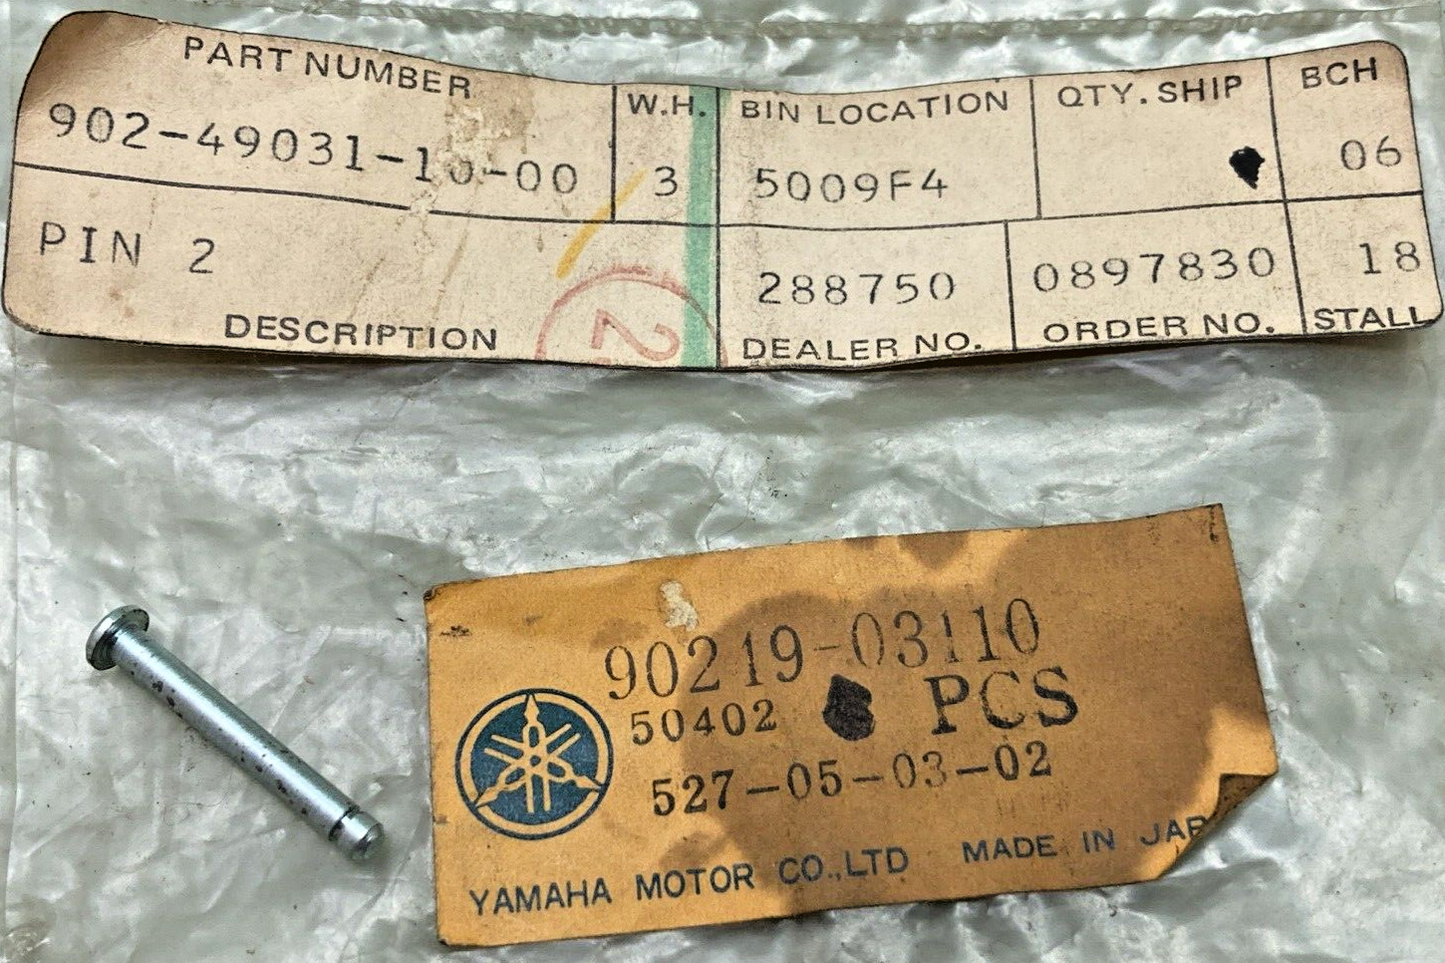 PART NUMBER W.H. BIN LOCATION QTY. SHIP BCH
902-49031-10-00 3 5009F4 06
PIN 2 288750 0897830 18
DESCRIPTION DEALER NO. ORDER NO. STALL
2
90219-03110
50402 PCS
527-05-03-02
YAMAHA MOTOR CO.,LTD MADE IN JAP